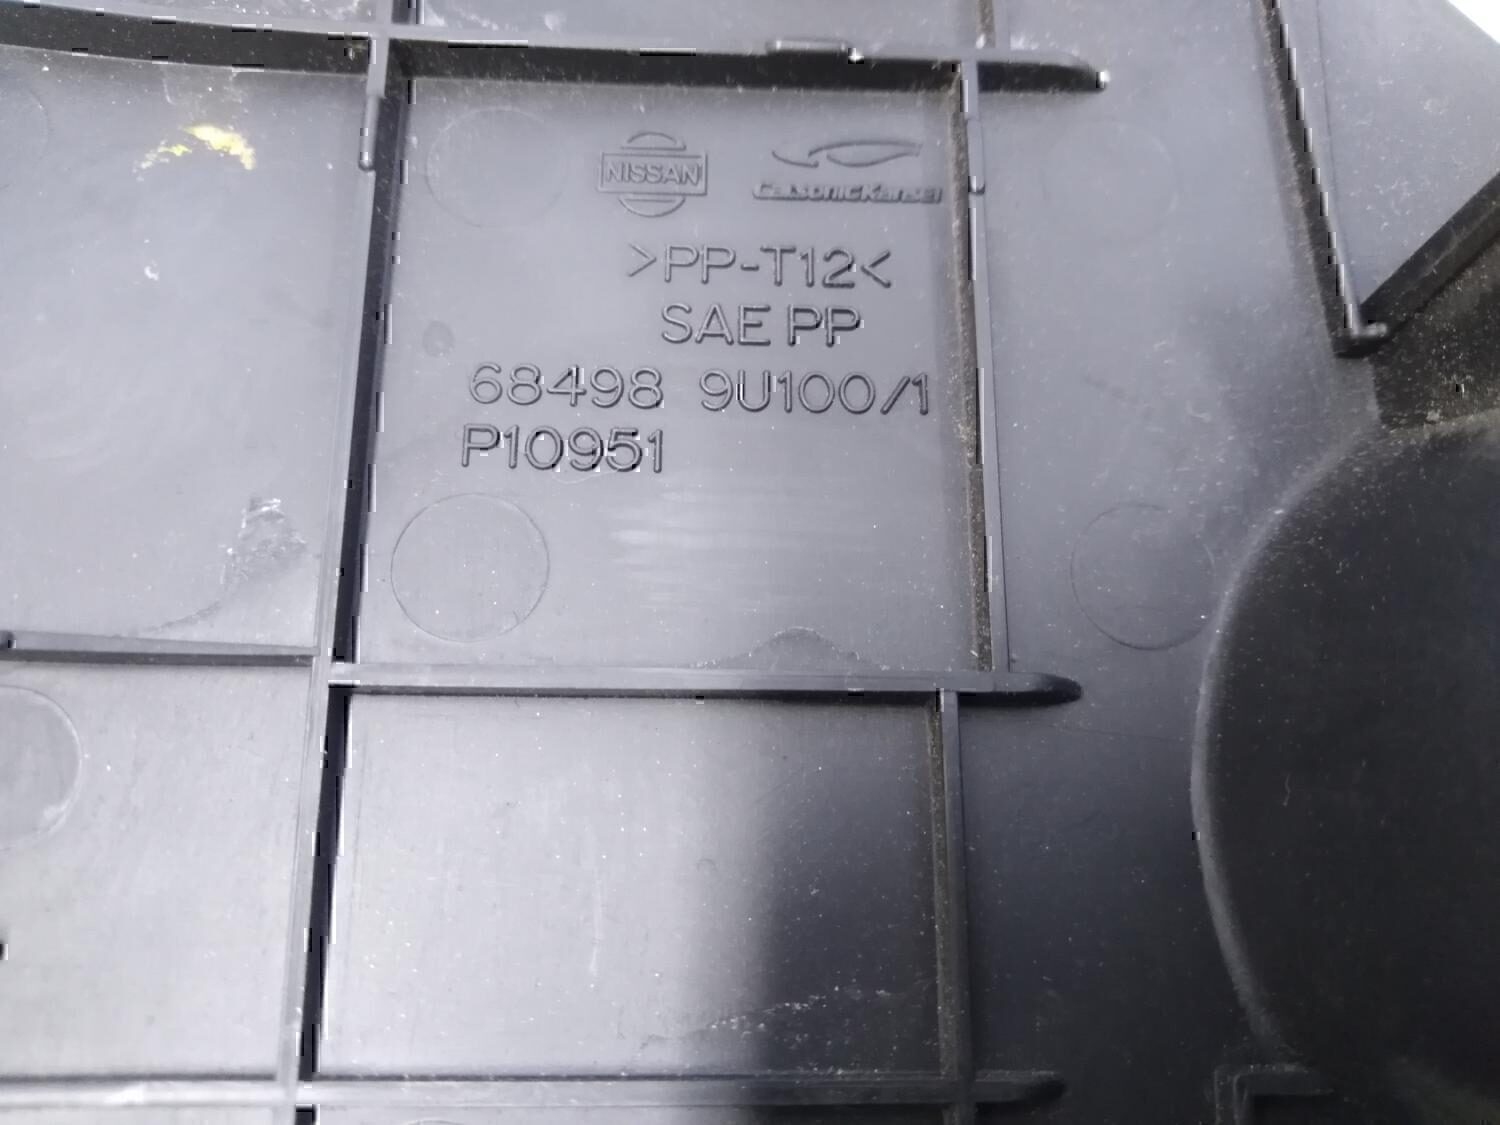 NISSAN CalsonicKansei
>PP-T12<
SAE PP
68498 9U100/1
P10951